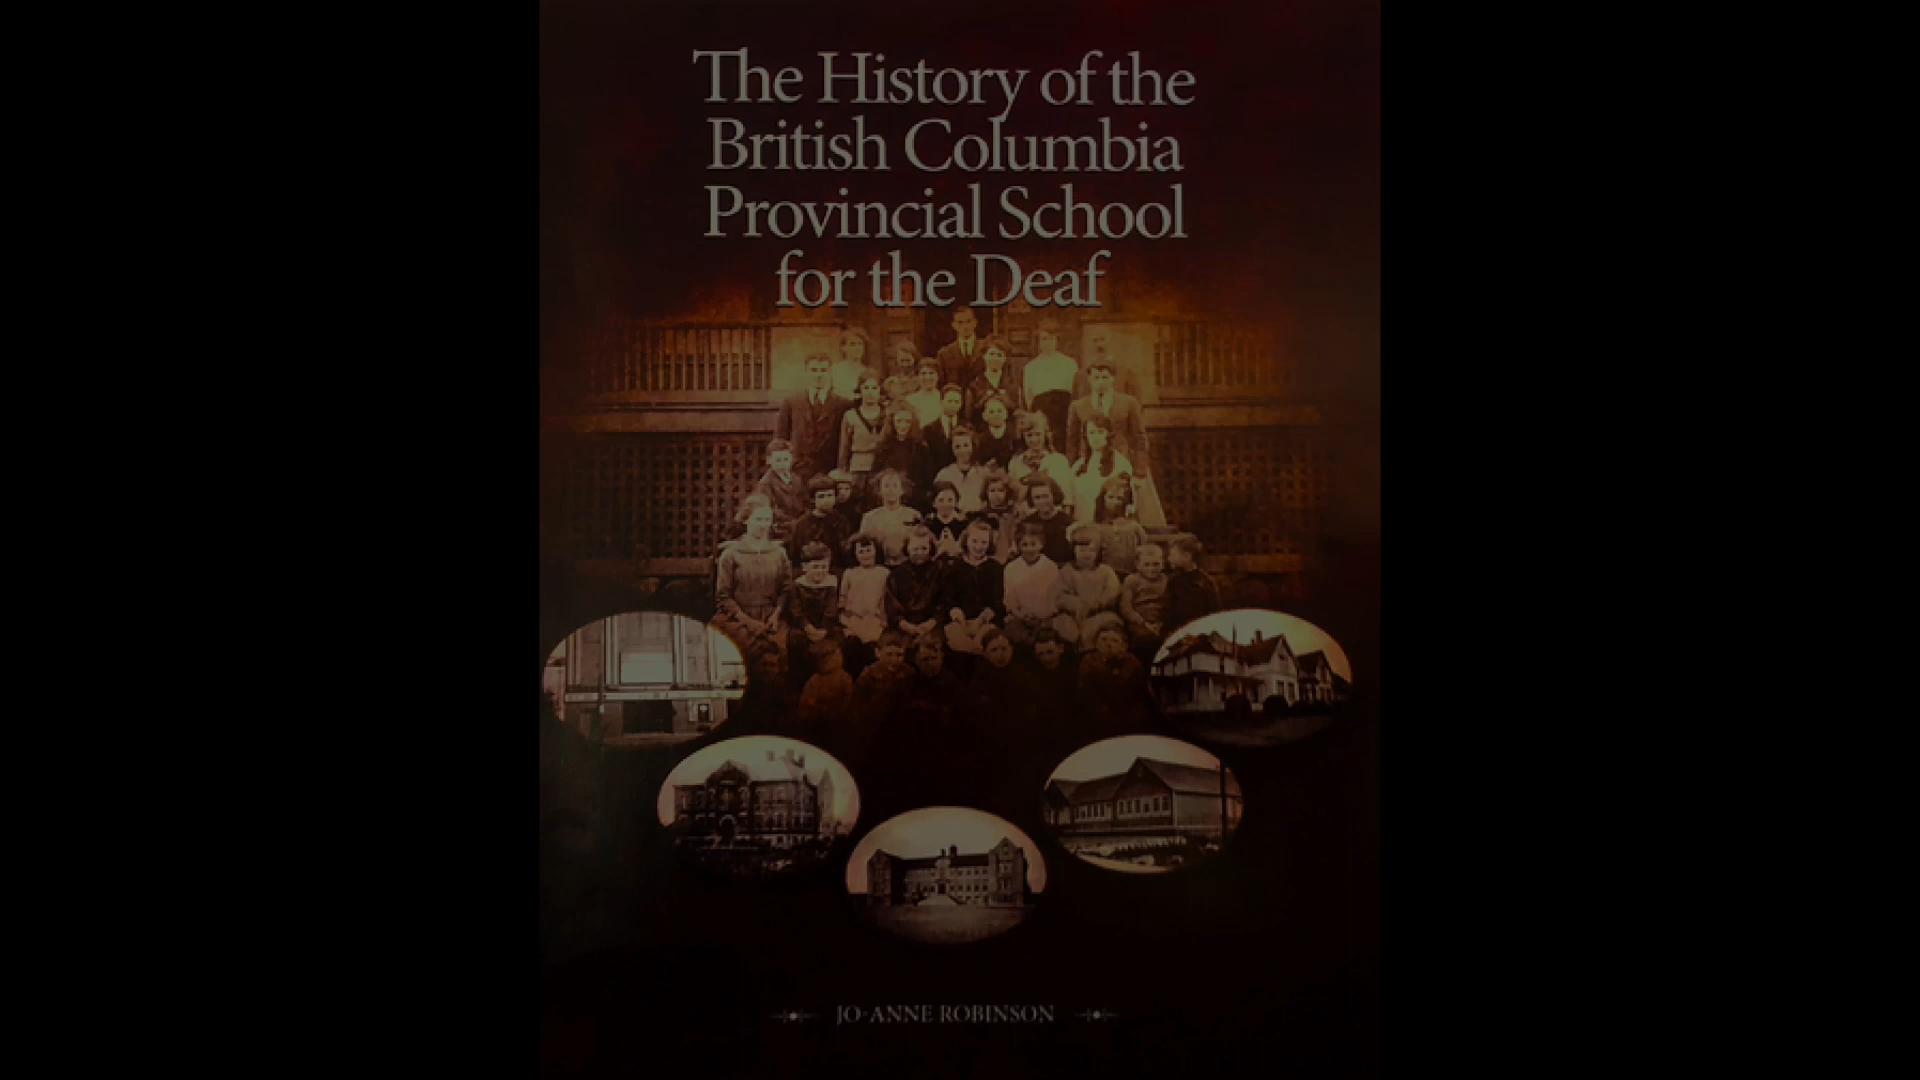 The History of the
British Columbia
Provincial School
for the Deaf
JO-ANNE ROBINSON